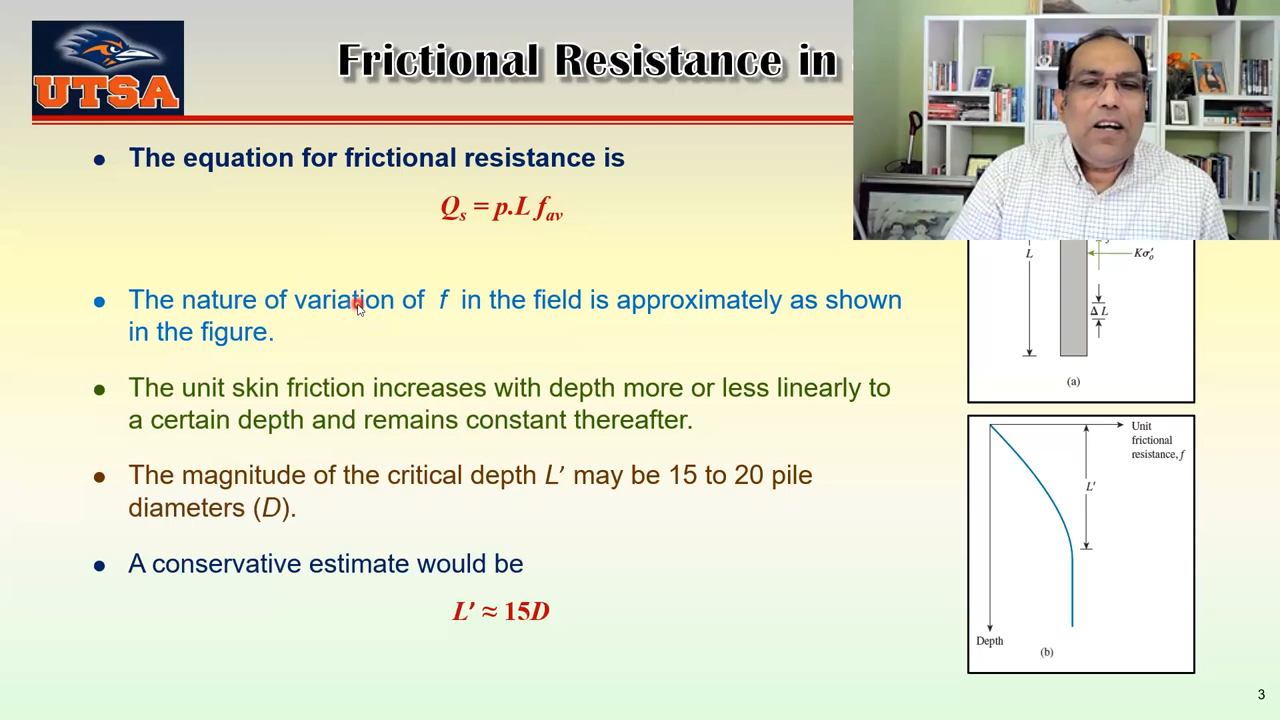 UTSA
Frictional Resistance in
● The equation for frictional resistance is
Qs = p.L fav
● The nature of variation of f in the field is approximately as shown
in the figure.
● The unit skin friction increases with depth more or less linearly to
a certain depth and remains constant thereafter.
● The magnitude of the critical depth L′ may be 15 to 20 pile
diameters (D).
● A conservative estimate would be
L′ ≈ 15D
L
Kσ′o
Δ L
(a)
Unit
frictional
resistance, f
L′
Depth
(b)
3